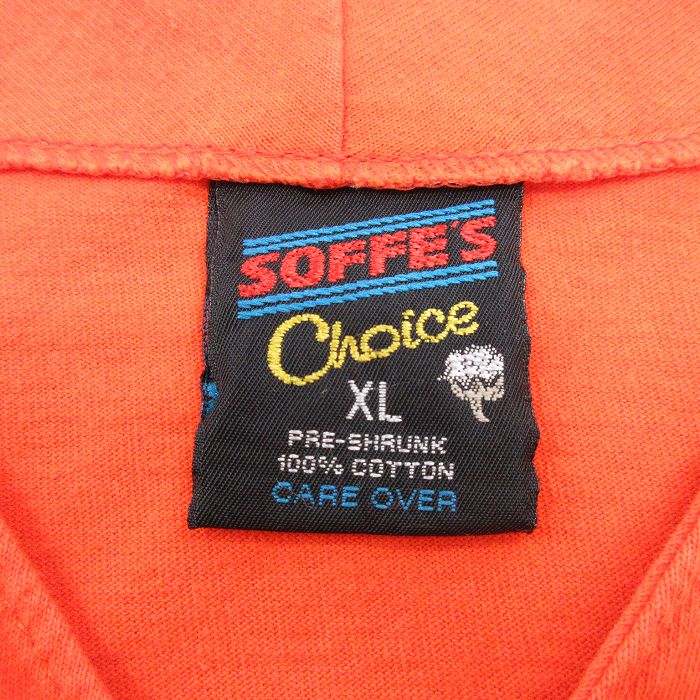 SOFFE'S
Choice
XL
PRE-SHRUNK
100% COTTON
CARE OVER